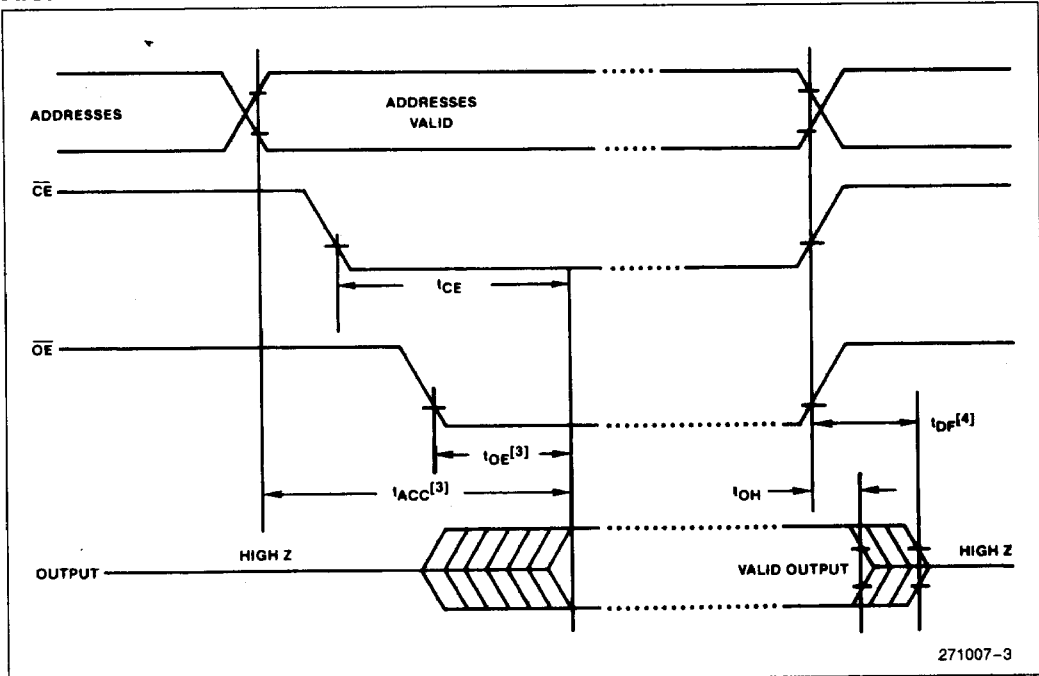 ADDRESSES
ADDRESSES
VALID
CE
tCE
OE
tDF[4]
tOE[3]
tACC[3]
tOH
HIGH Z
OUTPUT
VALID OUTPUT
HIGH Z
271007-3